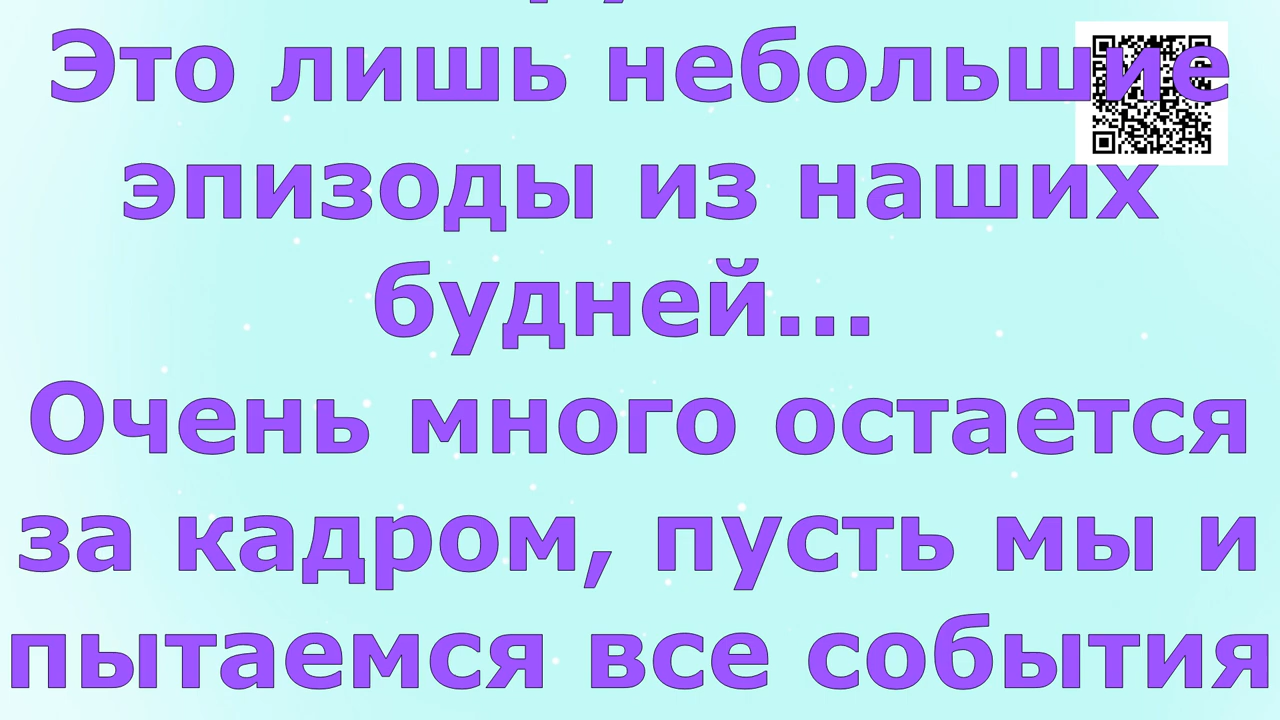 Это лишь небольшие
эпизоды из наших
будней...
Очень много остается
за кадром, пусть мы и
пытаемся все события